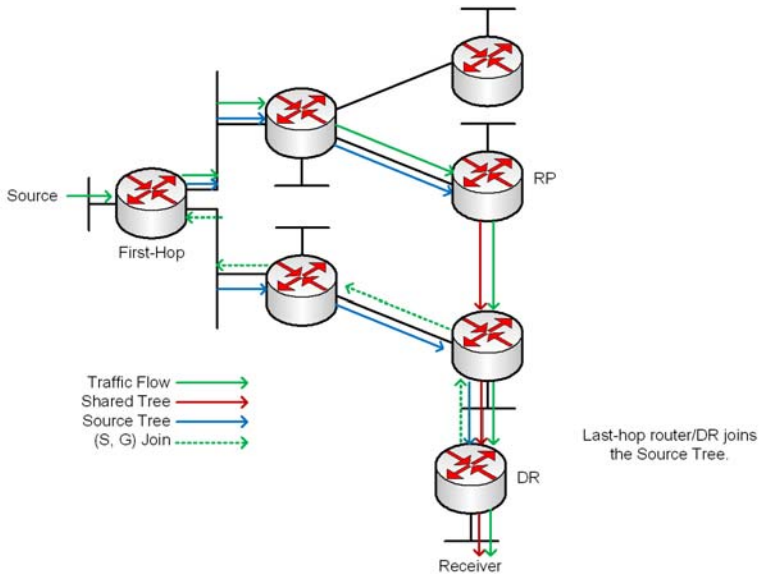 RP
Source
First-Hop
Traffic Flow
Shared Tree
Source Tree
(S, G) Join
Last-hop router/DR joins
the Source Tree.
DR
Receiver